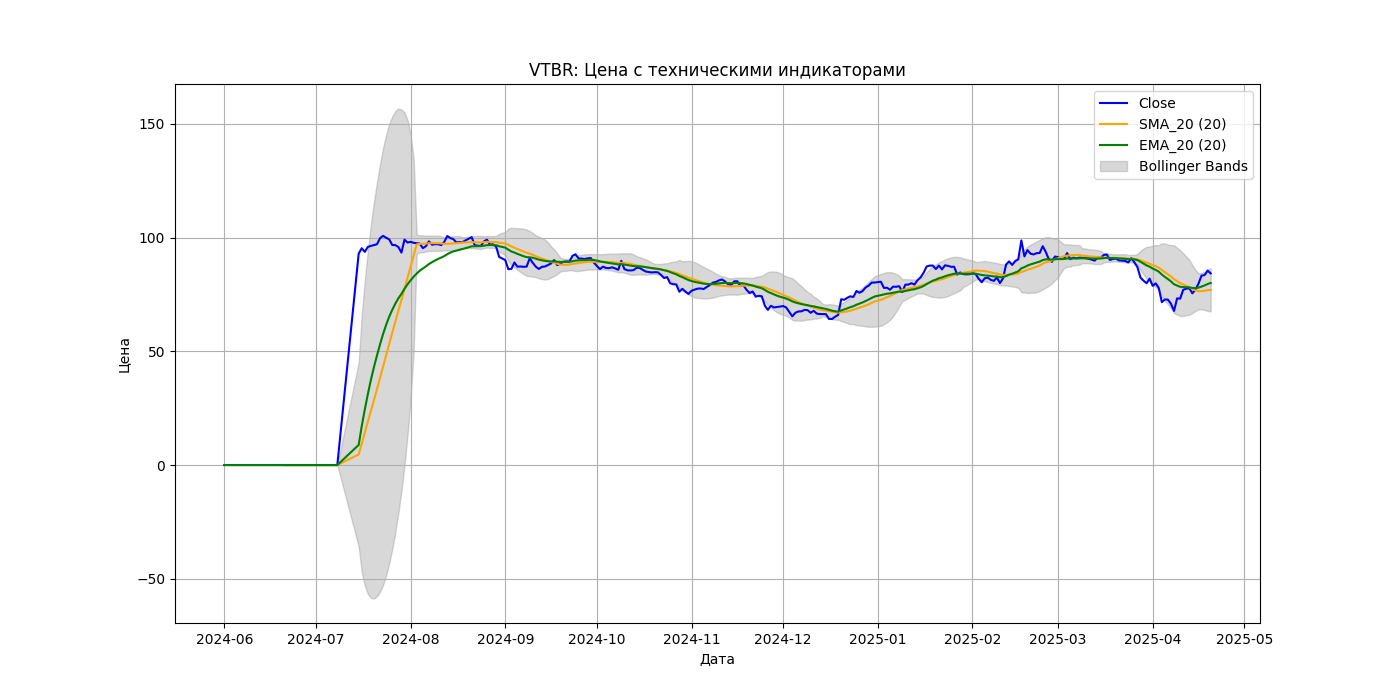 VTBR: Цена с техническими индикаторами
Close
SMA_20 (20)
EMA_20 (20)
Bollinger Bands
Цена
150
100
50
0
−50
2024-06 2024-07 2024-08 2024-09 2024-10 2024-11 2024-12 2025-01 2025-02 2025-03 2025-04 2025-05
Дата